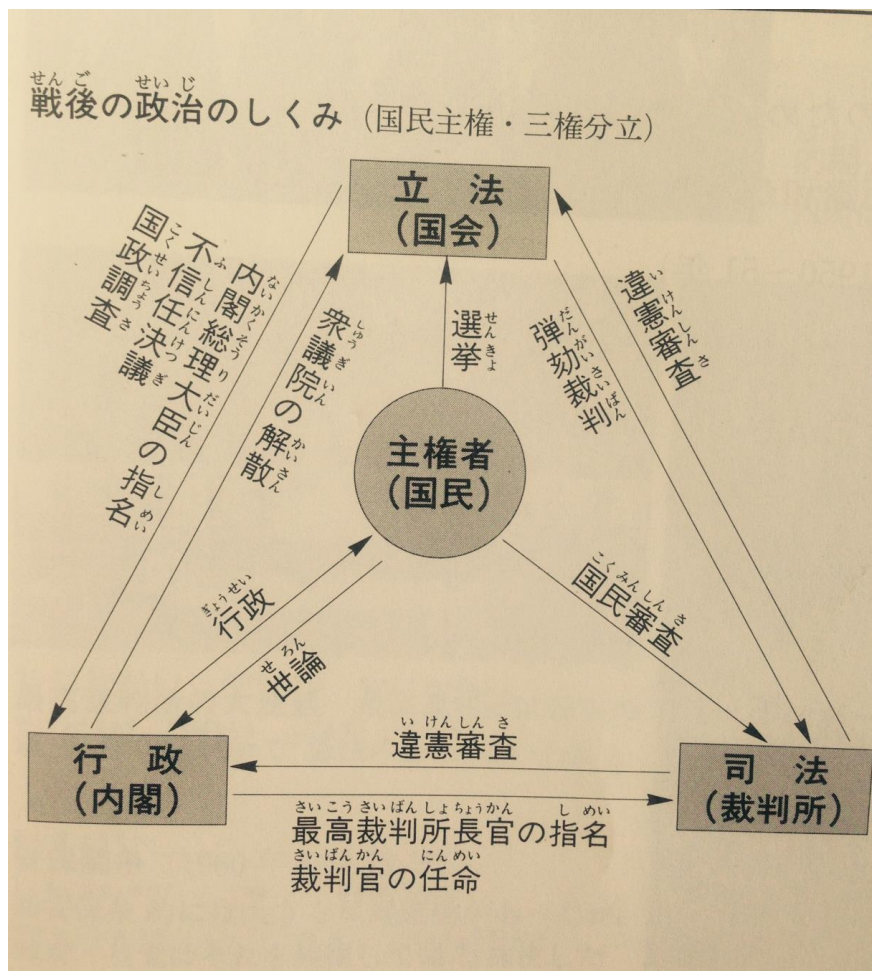 戦後の政治のしくみ（国民主権・三権分立）
立法
（国会）
内閣総理大臣の指名
不信任決議
国政調査
衆議院の解散
選挙
弾劾裁判
違憲審査
主権者
（国民）
行政
世論
国民審査
行政
（内閣）
違憲審査
最高裁判所長官の指名
裁判官の任命
司法
（裁判所）